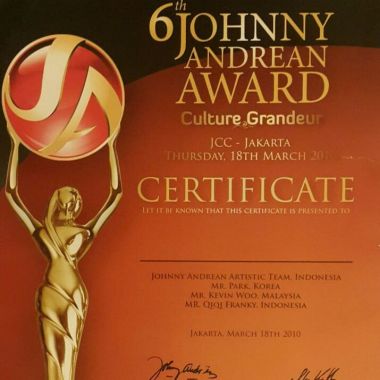 6th JOHNNY
ANDREAN
AWARD
Culture & Grandeur
JCC - JAKARTA
THURSDAY, 18TH MARCH 2010
CERTIFICATE
LET IT BE KNOWN THAT THIS CERTIFICATE IS PRESENTED TO
JOHNNY ANDREAN ARTISTIC TEAM, INDONESIA
MR. PARK, KOREA
MR. KEVIN WOO, MALAYSIA
MR. QIQI FRANKY, INDONESIA
JAKARTA, MARCH 18TH 2010